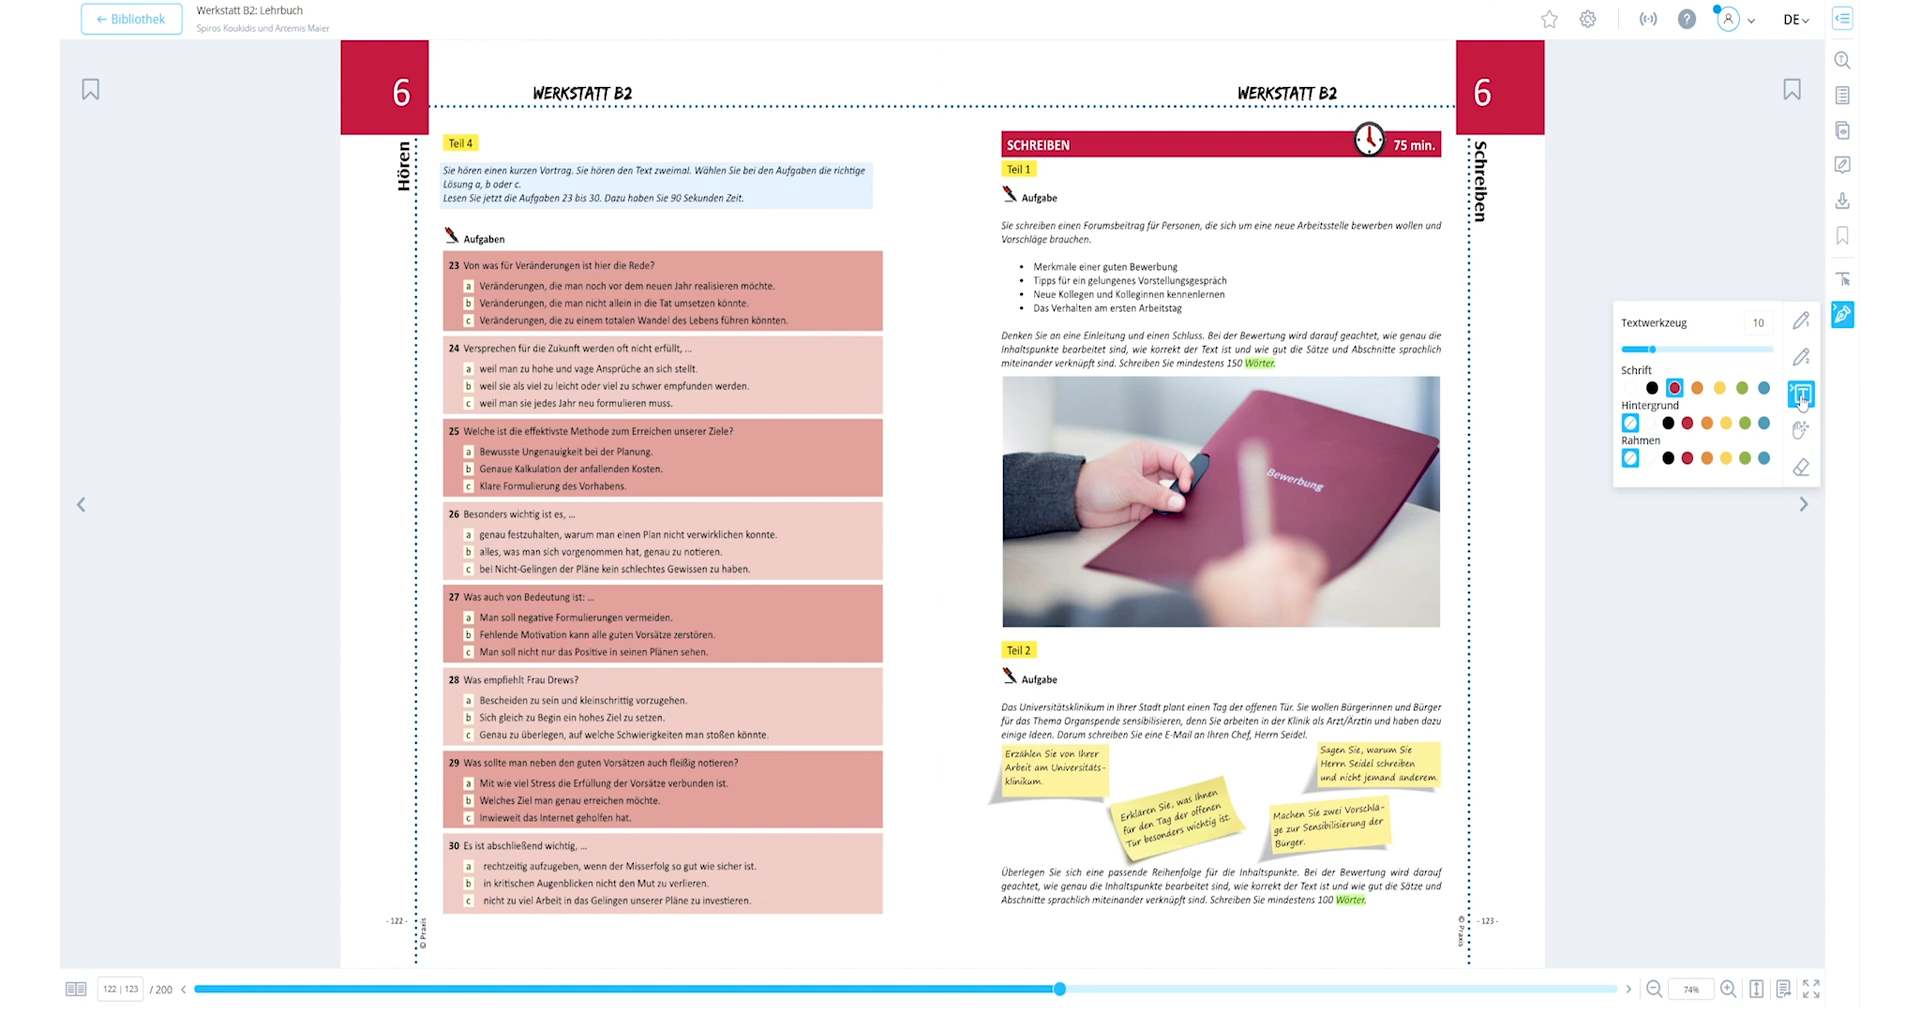 ← Bibliothek
Werkstatt B2: Lehrbuch
Spiros Koukidis und Artemis Maier
DE
6
WERKSTATT B2
Hören
Teil 4
Sie hören einen kurzen Vortrag. Sie hören den Text zweimal. Wählen Sie bei den Aufgaben die richtige
Lösung a, b oder c.
Lesen Sie jetzt die Aufgaben 23 bis 30. Dazu haben Sie 90 Sekunden Zeit.
Aufgaben
23 Von was für Veränderungen ist hier die Rede?
a Veränderungen, die man noch vor dem neuen Jahr realisieren möchte.
b Veränderungen, die man nicht allein in die Tat umsetzen könnte.
c Veränderungen, die zu einem totalen Wandel des Lebens führen könnten.
24 Versprechen für die Zukunft werden oft nicht erfüllt, ...
a weil man zu hohe und vage Ansprüche an sich stellt.
b weil sie als viel zu leicht oder viel zu schwer empfunden werden.
c weil man sie jedes Jahr neu formulieren muss.
25 Welche ist die effektivste Methode zum Erreichen unserer Ziele?
a Bewusste Ungenauigkeit bei der Planung.
b Genaue Kalkulation der anfallenden Kosten.
c Klare Formulierung des Vorhabens.
26 Besonders wichtig ist es, ...
a genau festzuhalten, warum man einen Plan nicht verwirklichen konnte.
b alles, was man sich vorgenommen hat, genau zu notieren.
c bei Nicht-Gelingen der Pläne kein schlechtes Gewissen zu haben.
27 Was auch von Bedeutung ist: ...
a Man soll negative Formulierungen vermeiden.
b Fehlende Motivation kann alle guten Vorsätze zerstören.
c Man soll nicht nur das Positive in seinen Plänen sehen.
28 Was empfiehlt Frau Drews?
a Bescheiden zu sein und kleinschrittig vorzugehen.
b Sich gleich zu Begin ein hohes Ziel zu setzen.
c Genau zu überlegen, auf welche Schwierigkeiten man stoßen könnte.
29 Was sollte man neben den guten Vorsätzen auch fleißig notieren?
a Mit wie viel Stress die Erfüllung der Vorsätze verbunden ist.
b Welches Ziel man genau erreichen möchte.
c Inwieweit das Internet geholfen hat.
30 Es ist abschließend wichtig, ...
a rechtzeitig aufzugeben, wenn der Misserfolg so gut wie sicher ist.
b in kritischen Augenblicken nicht den Mut zu verlieren.
c nicht zu viel Arbeit in das Gelingen unserer Pläne zu investieren.
- 122 -
© Praxis
WERKSTATT B2
6
Schreiben
SCHREIBEN 75 min.
Teil 1
Aufgabe
Sie schreiben einen Forumsbeitrag für Personen, die sich um eine neue Arbeitsstelle bewerben wollen und
Vorschläge brauchen.
• Merkmale einer guten Bewerbung
• Tipps für ein gelungenes Vorstellungsgespräch
• Neue Kollegen und Kolleginnen kennenlernen
• Das Verhalten am ersten Arbeitstag
Denken Sie an eine Einleitung und einen Schluss. Bei der Bewertung wird darauf geachtet, wie genau die
Inhaltspunkte bearbeitet sind, wie korrekt der Text ist und wie gut die Sätze und Abschnitte sprachlich
miteinander verknüpft sind. Schreiben Sie mindestens 150 Wörter.
Bewerbung
Teil 2
Aufgabe
Das Universitätsklinikum in Ihrer Stadt plant einen Tag der offenen Tür. Sie wollen Bürgerinnen und Bürger
für das Thema Organspende sensibilisieren, denn Sie arbeiten in der Klinik als Arzt/Ärztin und haben dazu
einige Ideen. Darum schreiben Sie eine E-Mail an Ihren Chef, Herrn Seidel.
Erzählen Sie von Ihrer
Arbeit am Universitäts-
klinikum.
Erklären Sie, was Ihnen
für den Tag der offenen
Tür besonders wichtig ist.
Sagen Sie, warum Sie
Herrn Seidel schreiben
und nicht jemand anderem.
Machen Sie zwei Vorschlä-
ge zur Sensibilisierung der
Bürger.
Überlegen Sie sich eine passende Reihenfolge für die Inhaltspunkte. Bei der Bewertung wird darauf
geachtet, wie genau die Inhaltspunkte bearbeitet sind, wie korrekt der Text ist und wie gut die Sätze und
Abschnitte sprachlich miteinander verknüpft sind. Schreiben Sie mindestens 100 Wörter.
© Praxis
- 123 -
Textwerkzeug 10
Schrift
Hintergrund
Rahmen
122 | 123 / 200
74%